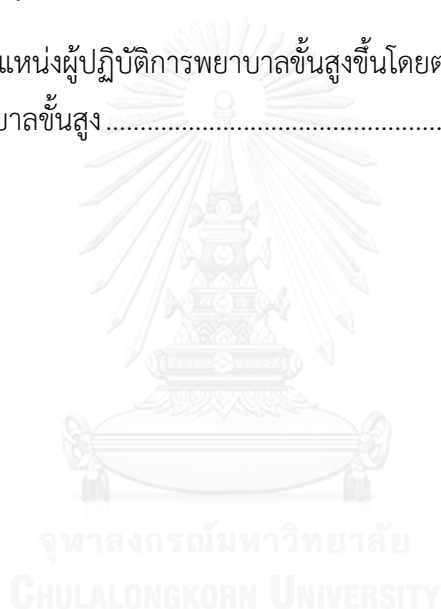 แหน่งผู้ปฏิบัติการพยาบาลขั้นสูงขึ้นโดยต
บาลขั้นสูง.......................................................
จุฬาลงกรณ์มหาวิทยาลัย
CHULALONGKORN UNIVERSITY